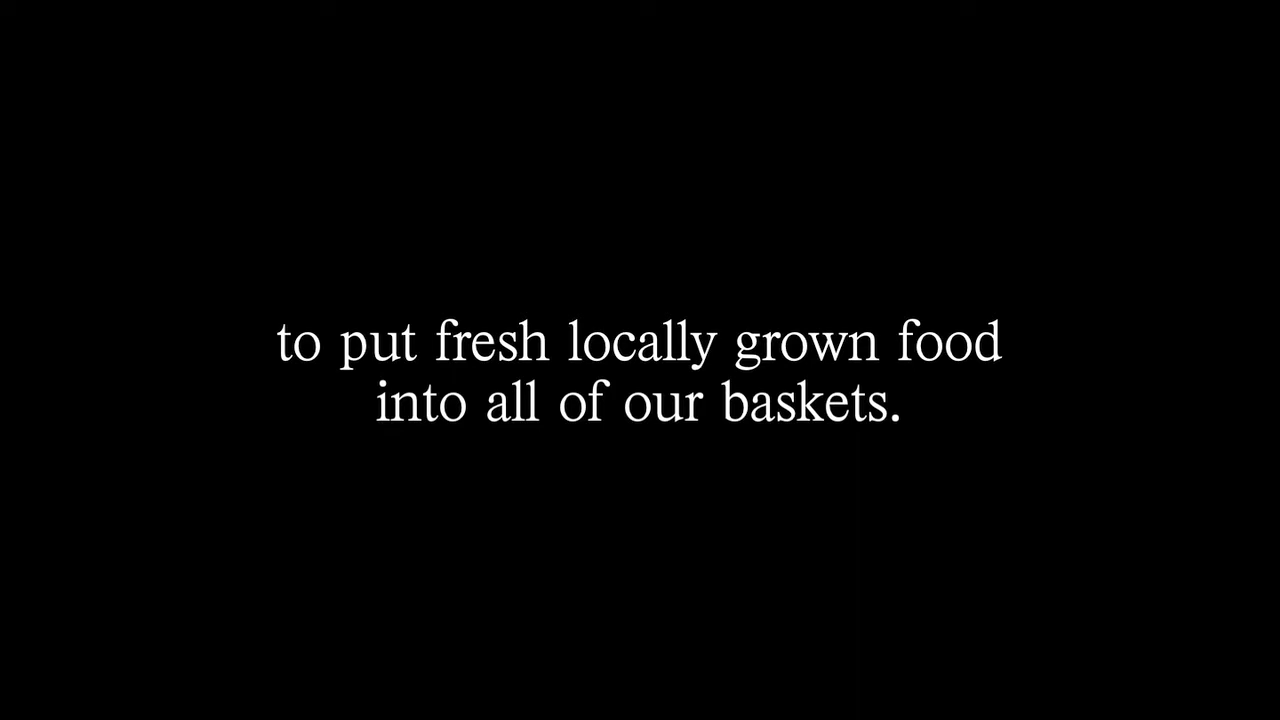 to put fresh locally grown food
into all of our baskets.